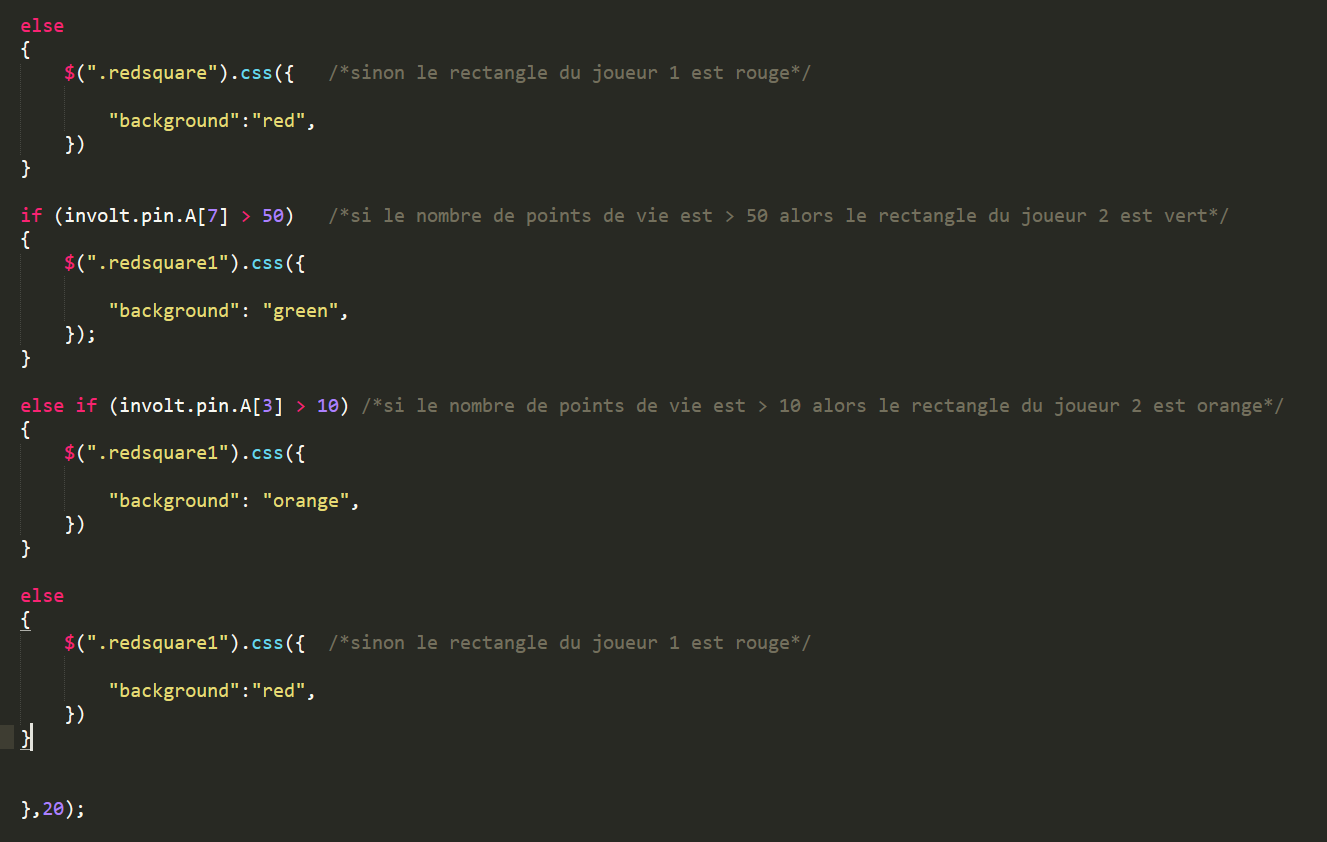 else
{
    $(".redsquare").css({   /*sinon le rectangle du joueur 1 est rouge*/
        "background":"red",
    })
}
if (involt.pin.A[7] > 50)   /*si le nombre de points de vie est > 50 alors le rectangle du joueur 2 est vert*/
{
    $(".redsquare1").css({
        "background": "green",
    });
}
else if (involt.pin.A[3] > 10) /*si le nombre de points de vie est > 10 alors le rectangle du joueur 2 est orange*/
{
    $(".redsquare1").css({
        "background": "orange",
    })
}
else
{
    $(".redsquare1").css({  /*sinon le rectangle du joueur 1 est rouge*/
        "background":"red",
    })
}
},20);